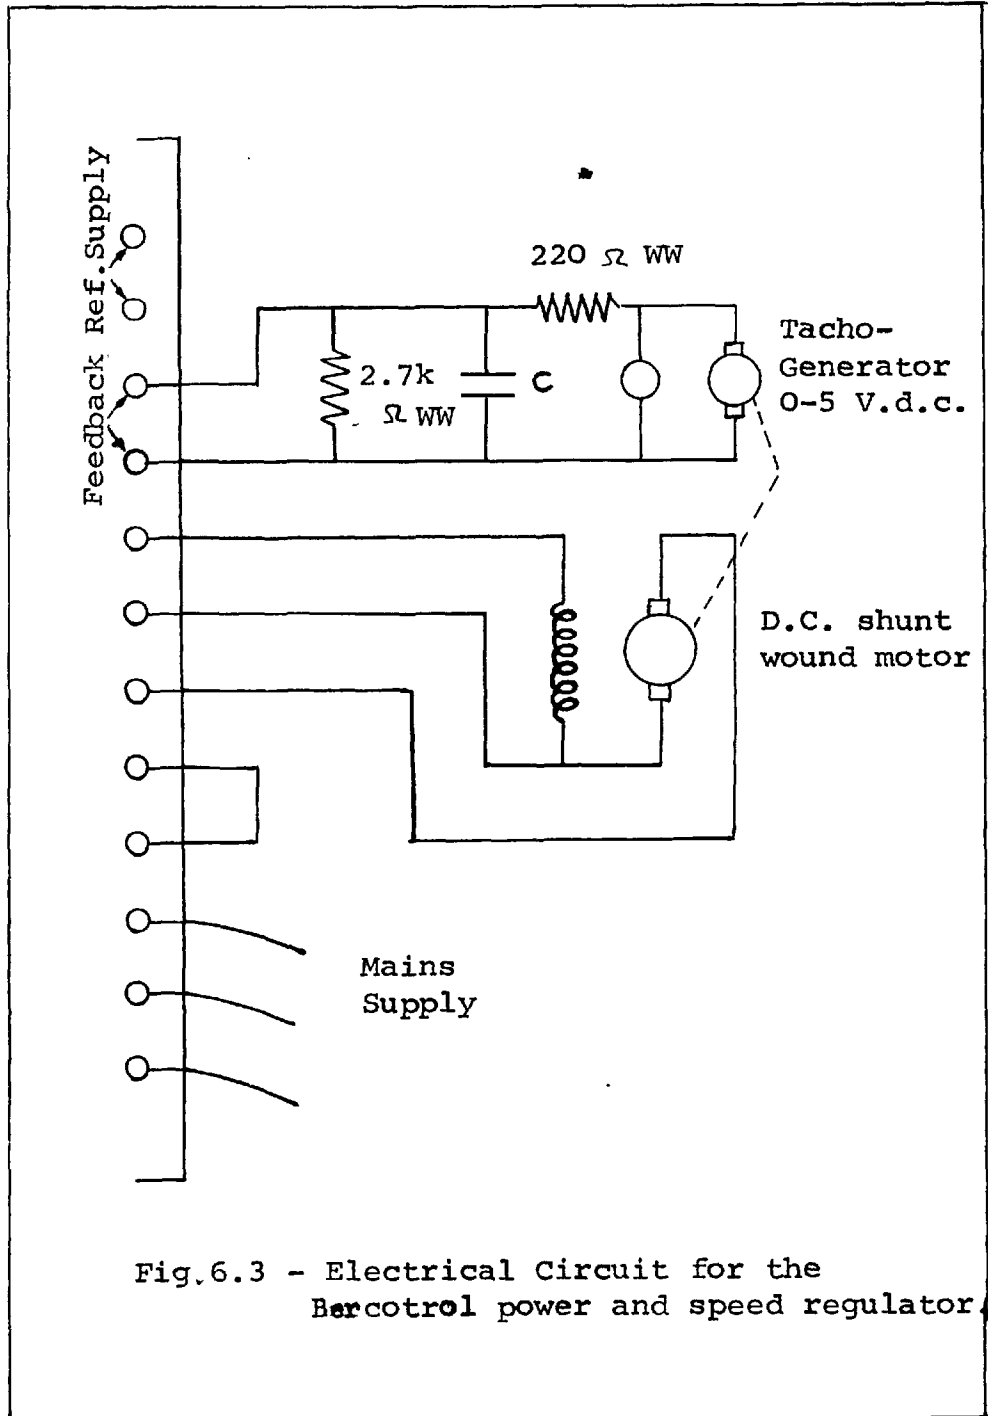 Feedback Ref.Supply
220 Ω WW
2.7k
Ω WW
C
Tacho-
Generator
0-5 V.d.c.
D.C. shunt
wound motor
Mains
Supply
Fig.6.3 - Electrical Circuit for the
Bercotrol power and speed regulator.